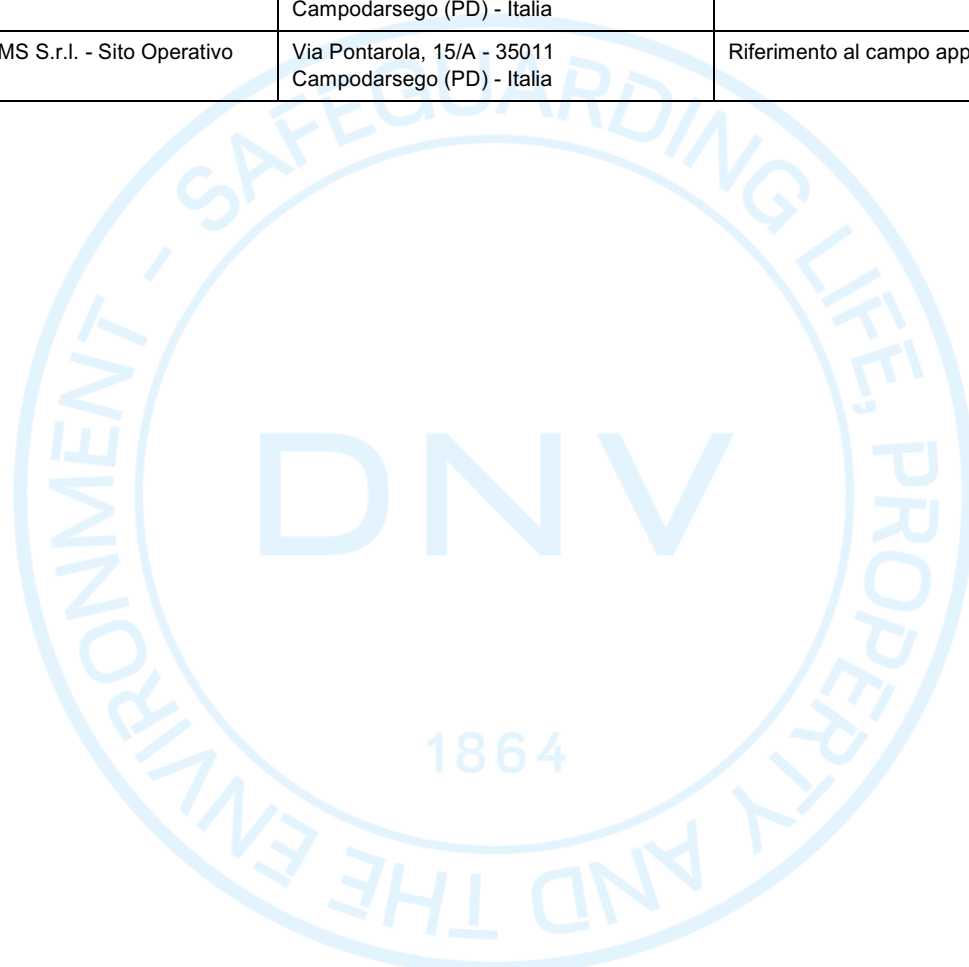 Campodarsego (PD) - Italia
MS S.r.l. - Sito Operativo
Via Pontarola, 15/A - 35011
Campodarsego (PD) - Italia
Riferimento al campo app
SAFEGUARDING LIFE, PROPERTY AND THE ENVIRONMENT -
DNV
1864